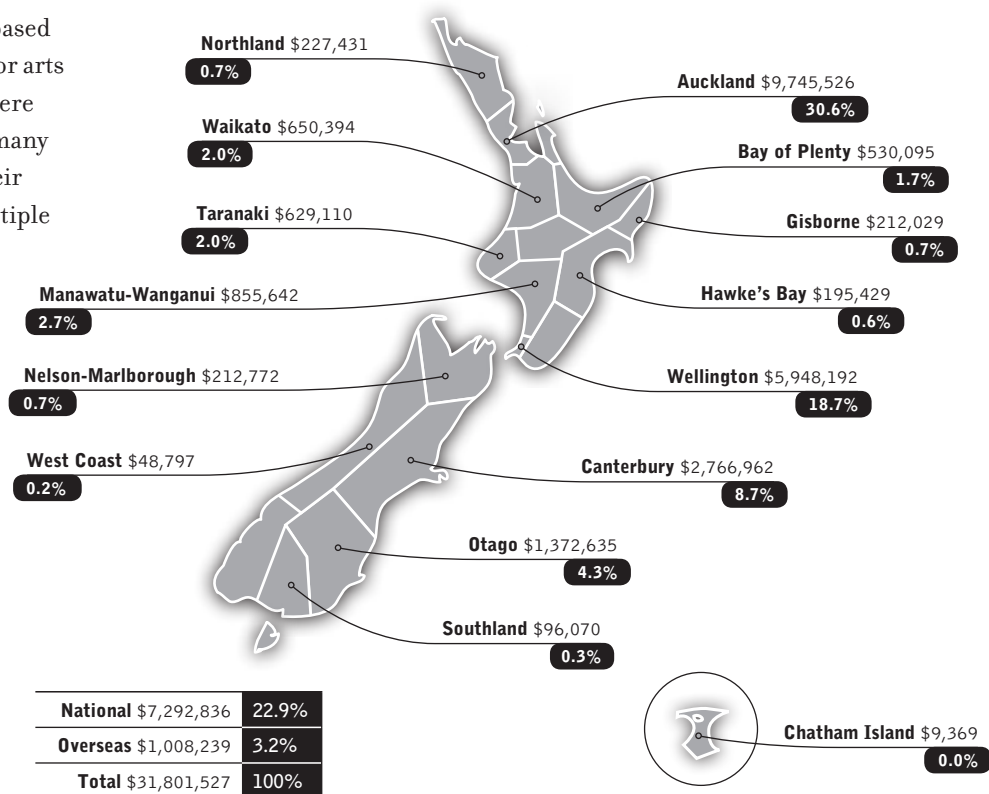 based
or arts
ere
many
eir
tiple
Northland $227,431
0.7%
Auckland $9,745,526
30.6%
Waikato $650,394
2.0%
Bay of Plenty $530,095
1.7%
Taranaki $629,110
2.0%
Gisborne $212,029
0.7%
Manawatu-Wanganui $855,642
2.7%
Hawke's Bay $195,429
0.6%
Nelson-Marlborough $212,772
0.7%
Wellington $5,948,192
18.7%
West Coast $48,797
0.2%
Canterbury $2,766,962
8.7%
Otago $1,372,635
4.3%
Southland $96,070
0.3%
National $7,292,836 22.9%
Overseas $1,008,239 3.2%
Total $31,801,527 100%
Chatham Island $9,369
0.0%